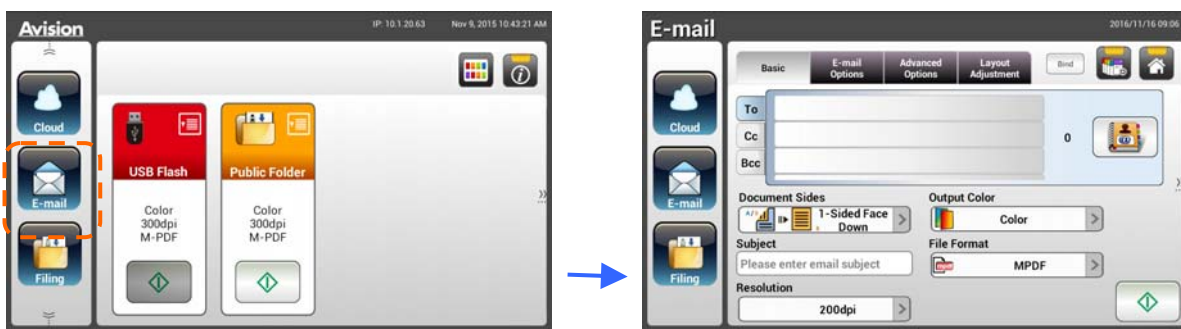 Avision
IP: 10.1.20.63 Nov 9, 2015 10:43:21 AM
Cloud
E-mail
Filing
USB Flash
Color
300dpi
M-PDF
Public Folder
Color
300dpi
M-PDF
E-mail
2016/11/16 09:06
Cloud
E-mail
Filing
Basic
E-mail
Options
Advanced
Options
Layout
Adjustment
Bind
To
Cc
Bcc
0
Document Sides
1-Sided Face
Down
Output Color
Color
Subject
Please enter email subject
File Format
MPDF
Resolution
200dpi